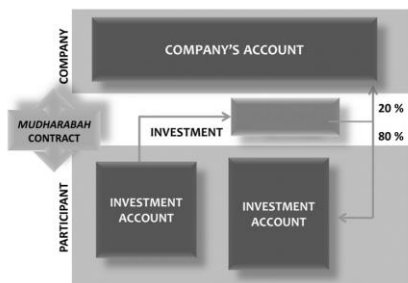 COMPANY
COMPANY'S ACCOUNT
MUDHARABAH
CONTRACT
INVESTMENT
20 %
80 %
PARTICIPANT
INVESTMENT
ACCOUNT
INVESTMENT
ACCOUNT